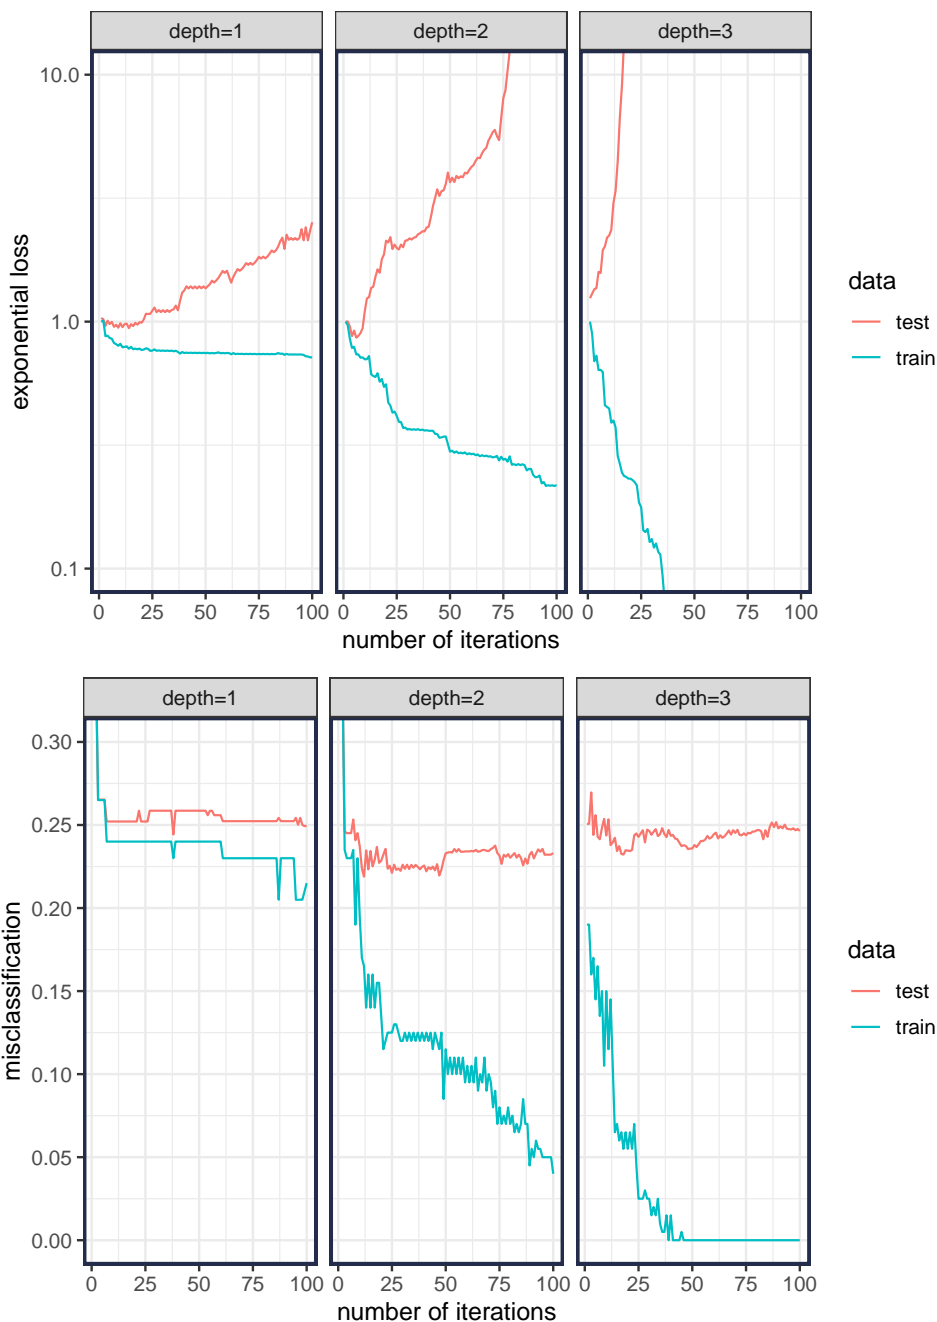 depth=1 depth=2 depth=3
10.0
1.0
0.1
exponential loss
0 25 50 75 100 0 25 50 75 100 0 25 50 75 100
number of iterations
data
test
train
depth=1 depth=2 depth=3
0.30
0.25
0.20
0.15
0.10
0.05
0.00
misclassification
0 25 50 75 100 0 25 50 75 100 0 25 50 75 100
number of iterations
data
test
train